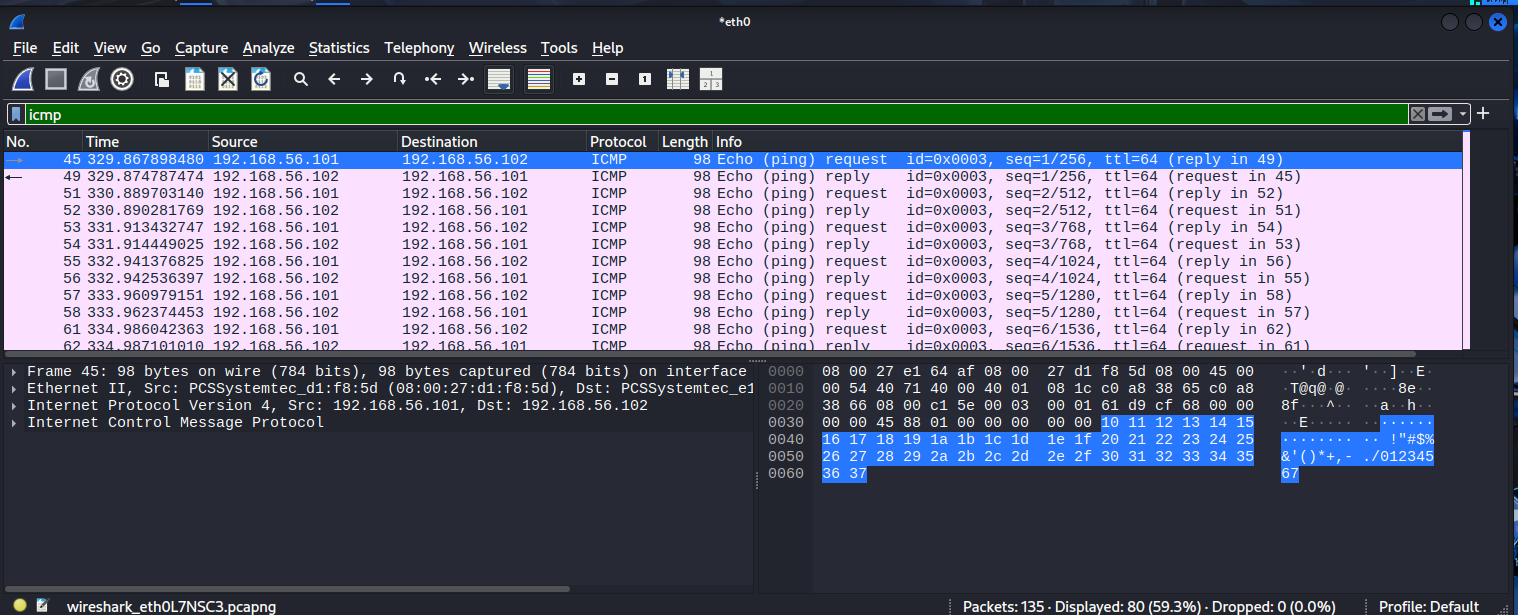 *eth0
File Edit View Go Capture Analyze Statistics Telephony Wireless Tools Help
icmp
No. Time Source Destination Protocol Length Info
45 329.867898480 192.168.56.101 192.168.56.102 ICMP 98 Echo (ping) request id=0x0003, seq=1/256, ttl=64 (reply in 49)
49 329.874787474 192.168.56.102 192.168.56.101 ICMP 98 Echo (ping) reply id=0x0003, seq=1/256, ttl=64 (request in 45)
51 330.889703140 192.168.56.101 192.168.56.102 ICMP 98 Echo (ping) request id=0x0003, seq=2/512, ttl=64 (reply in 52)
52 330.890281769 192.168.56.102 192.168.56.101 ICMP 98 Echo (ping) reply id=0x0003, seq=2/512, ttl=64 (request in 51)
53 331.913432747 192.168.56.101 192.168.56.102 ICMP 98 Echo (ping) request id=0x0003, seq=3/768, ttl=64 (reply in 54)
54 331.914449025 192.168.56.102 192.168.56.101 ICMP 98 Echo (ping) reply id=0x0003, seq=3/768, ttl=64 (request in 53)
55 332.941376825 192.168.56.101 192.168.56.102 ICMP 98 Echo (ping) request id=0x0003, seq=4/1024, ttl=64 (reply in 56)
56 332.942536397 192.168.56.102 192.168.56.101 ICMP 98 Echo (ping) reply id=0x0003, seq=4/1024, ttl=64 (request in 55)
57 333.960979151 192.168.56.101 192.168.56.102 ICMP 98 Echo (ping) request id=0x0003, seq=5/1280, ttl=64 (reply in 58)
58 333.962374453 192.168.56.102 192.168.56.101 ICMP 98 Echo (ping) reply id=0x0003, seq=5/1280, ttl=64 (request in 57)
61 334.986042363 192.168.56.101 192.168.56.102 ICMP 98 Echo (ping) request id=0x0003, seq=6/1536, ttl=64 (reply in 62)
62 334.987101010 192.168.56.102 192.168.56.101 ICMP 98 Echo (ping) reply id=0x0003, seq=6/1536, ttl=64 (request in 61)
Frame 45: 98 bytes on wire (784 bits), 98 bytes captured (784 bits) on interface
Ethernet II, Src: PCSSystemtec_d1:f8:5d (08:00:27:d1:f8:5d), Dst: PCSSystemtec_e1
Internet Protocol Version 4, Src: 192.168.56.101, Dst: 192.168.56.102
Internet Control Message Protocol
0000 08 00 27 e1 64 af 08 00 27 d1 f8 5d 08 00 45 00 ··'·d··· '··]··E·
0010 00 54 40 71 40 00 40 01 08 1c c0 a8 38 65 c0 a8 ·T@q@·@· ····8e··
0020 38 66 08 00 c1 5e 00 03 00 01 61 d9 cf 68 00 00 8f···^·· ··a··h··
0030 00 00 45 88 01 00 00 00 00 00 10 11 12 13 14 15 ··E····· ········
0040 16 17 18 19 1a 1b 1c 1d 1e 1f 20 21 22 23 24 25 ········ ·· !"#$%
0050 26 27 28 29 2a 2b 2c 2d 2e 2f 30 31 32 33 34 35 &'()*+,- ./012345
0060 36 37 67
wireshark_eth0L7NSC3.pcapng
Packets: 135 · Displayed: 80 (59.3%) · Dropped: 0 (0.0%)
Profile: Default